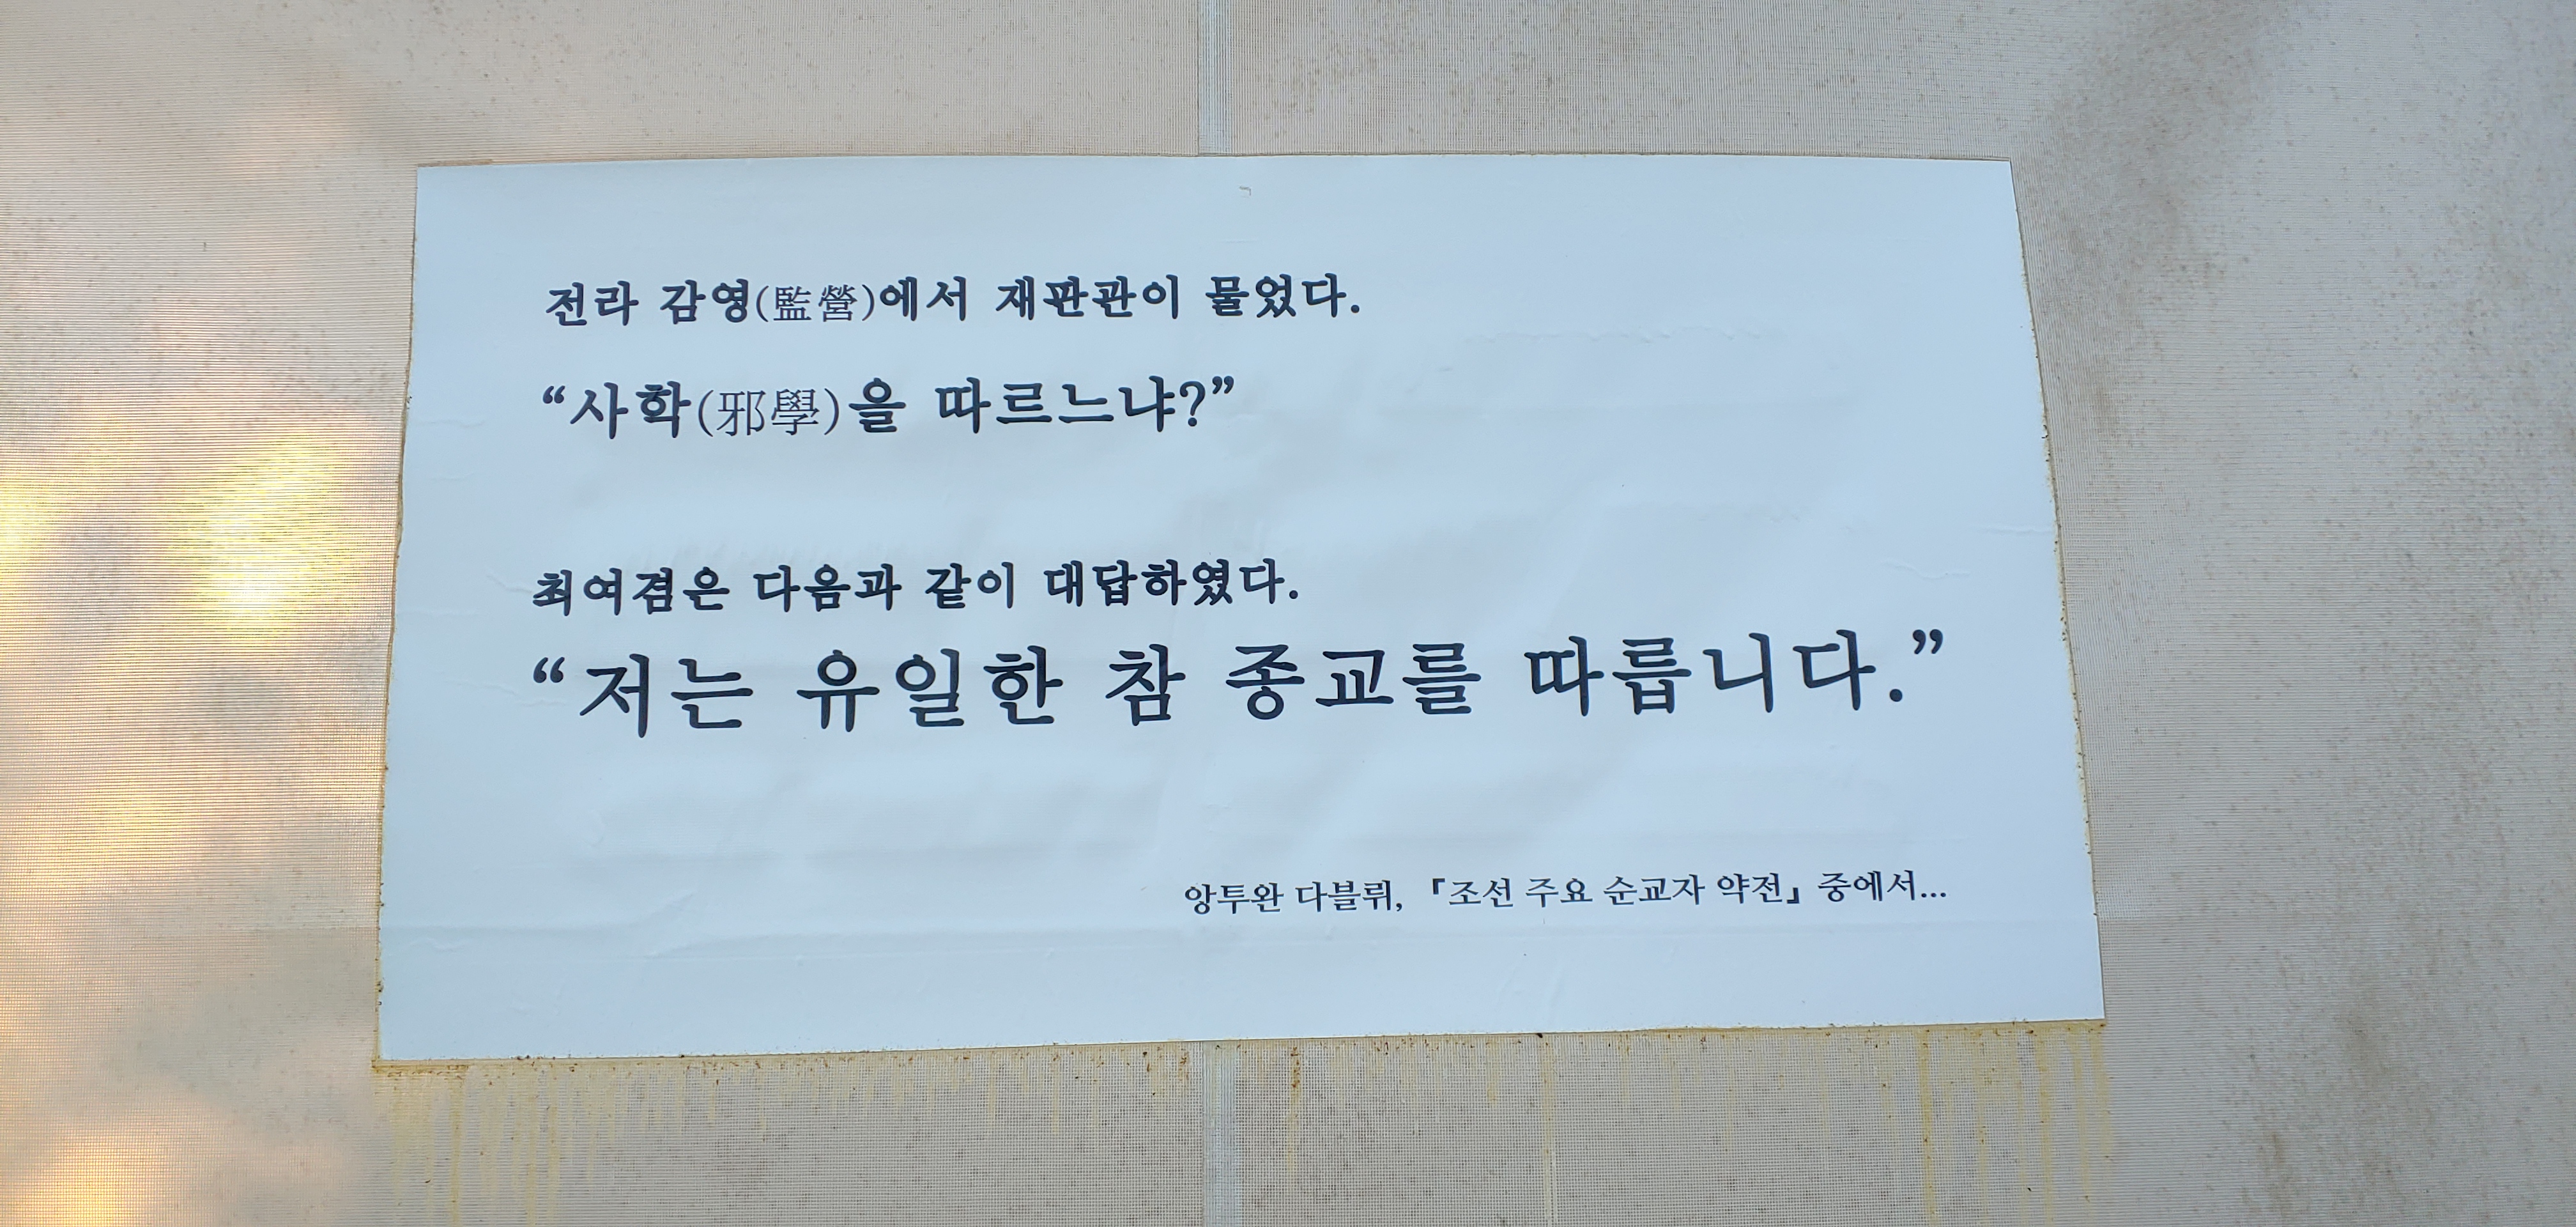 전라 감영(監營)에서 재판관이 물었다.
“사학(邪學)을 따르느냐?”
최여겸은 다음과 같이 대답하였다.
“저는 유일한 참 종교를 따릅니다.”
앙투완 다블뤼, 『조선 주요 순교자 약전』 중에서...